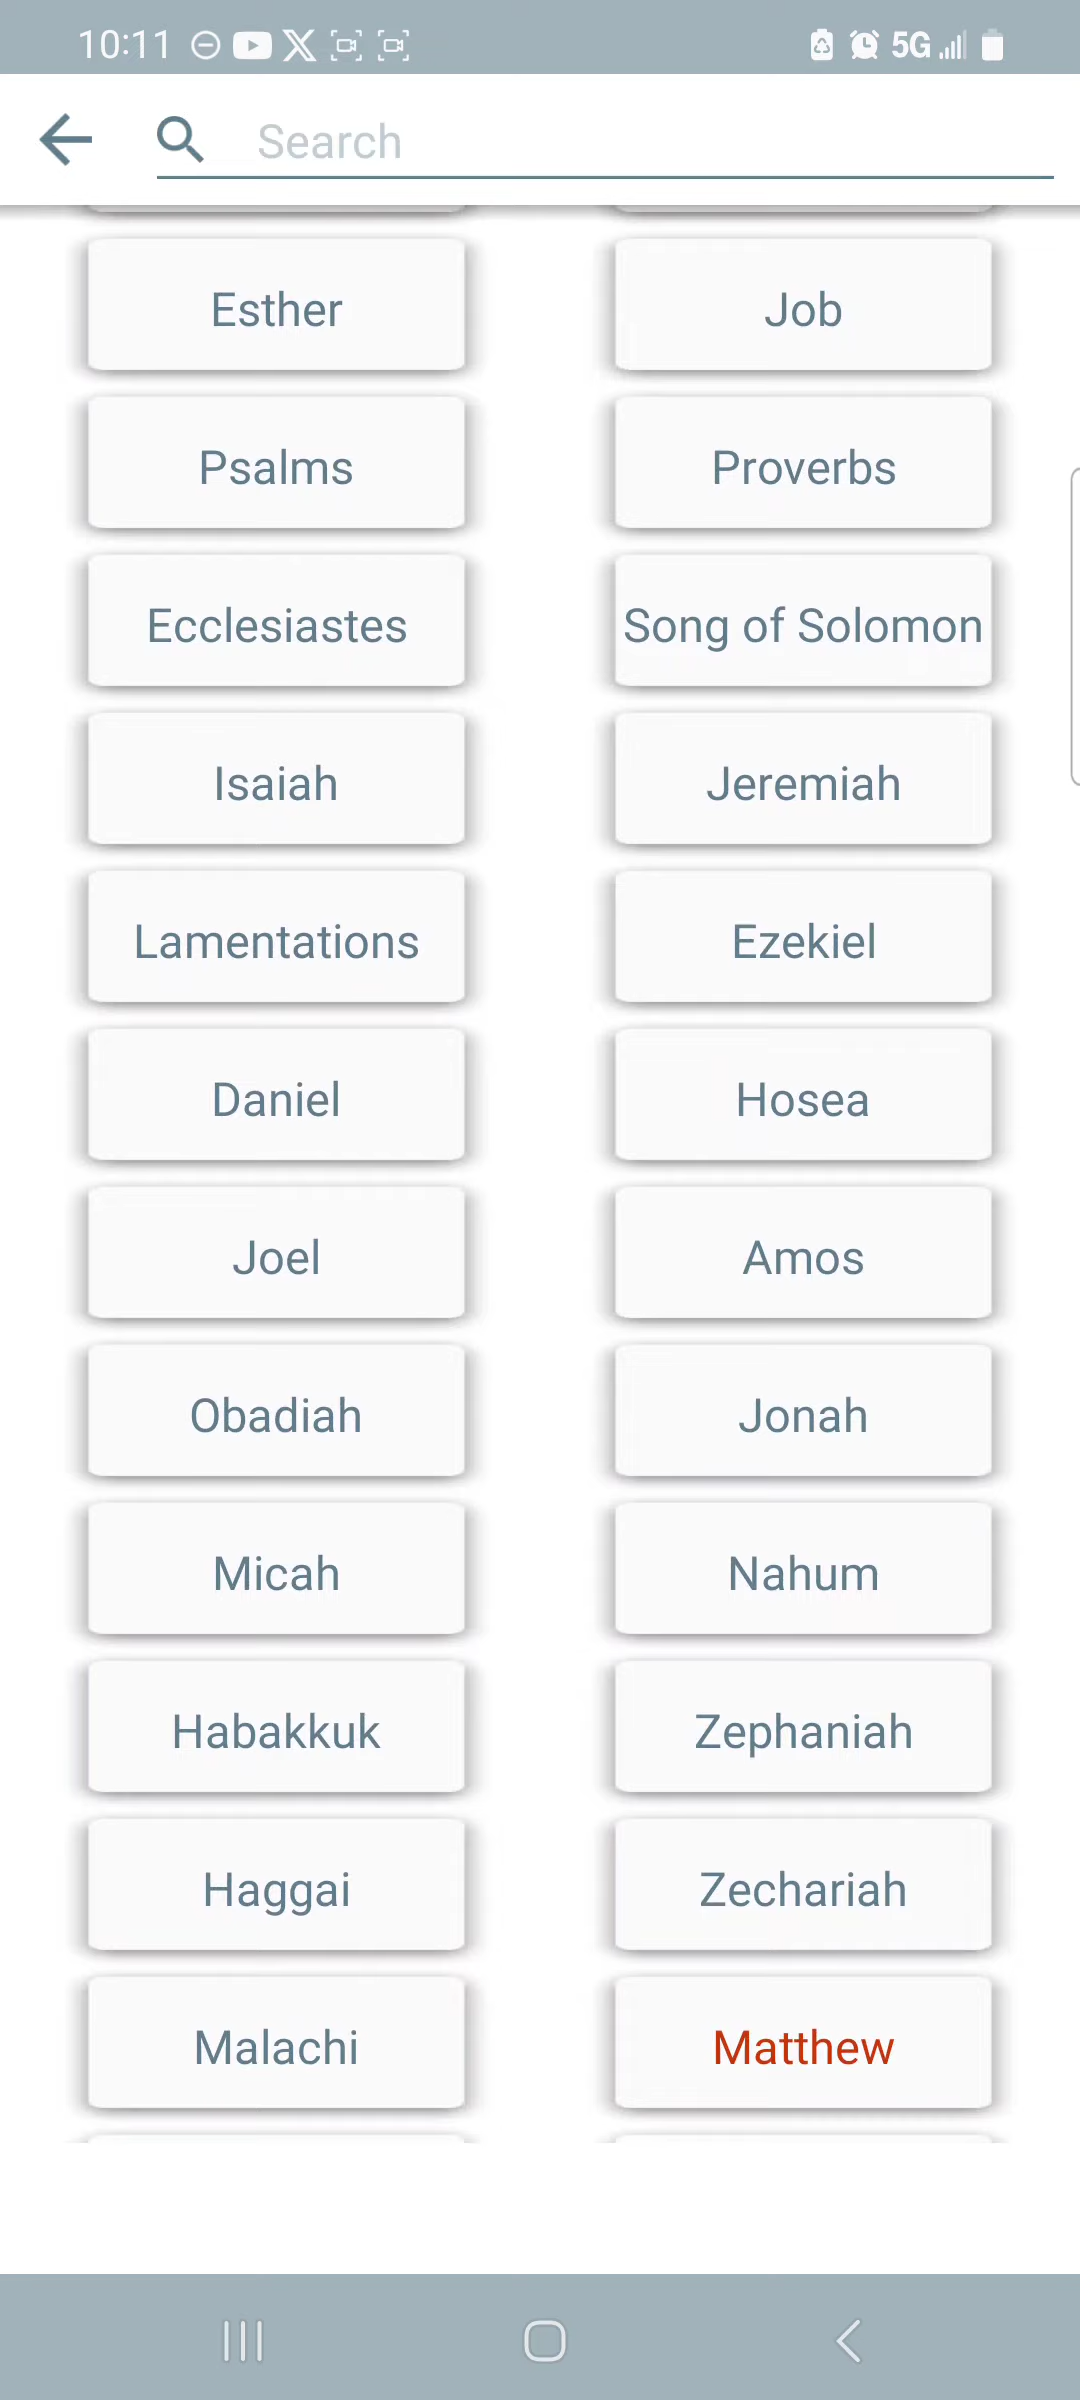 10:11 5G
Search
Esther Job
Psalms Proverbs
Ecclesiastes Song of Solomon
Isaiah Jeremiah
Lamentations Ezekiel
Daniel Hosea
Joel Amos
Obadiah Jonah
Micah Nahum
Habakkuk Zephaniah
Haggai Zechariah
Malachi Matthew